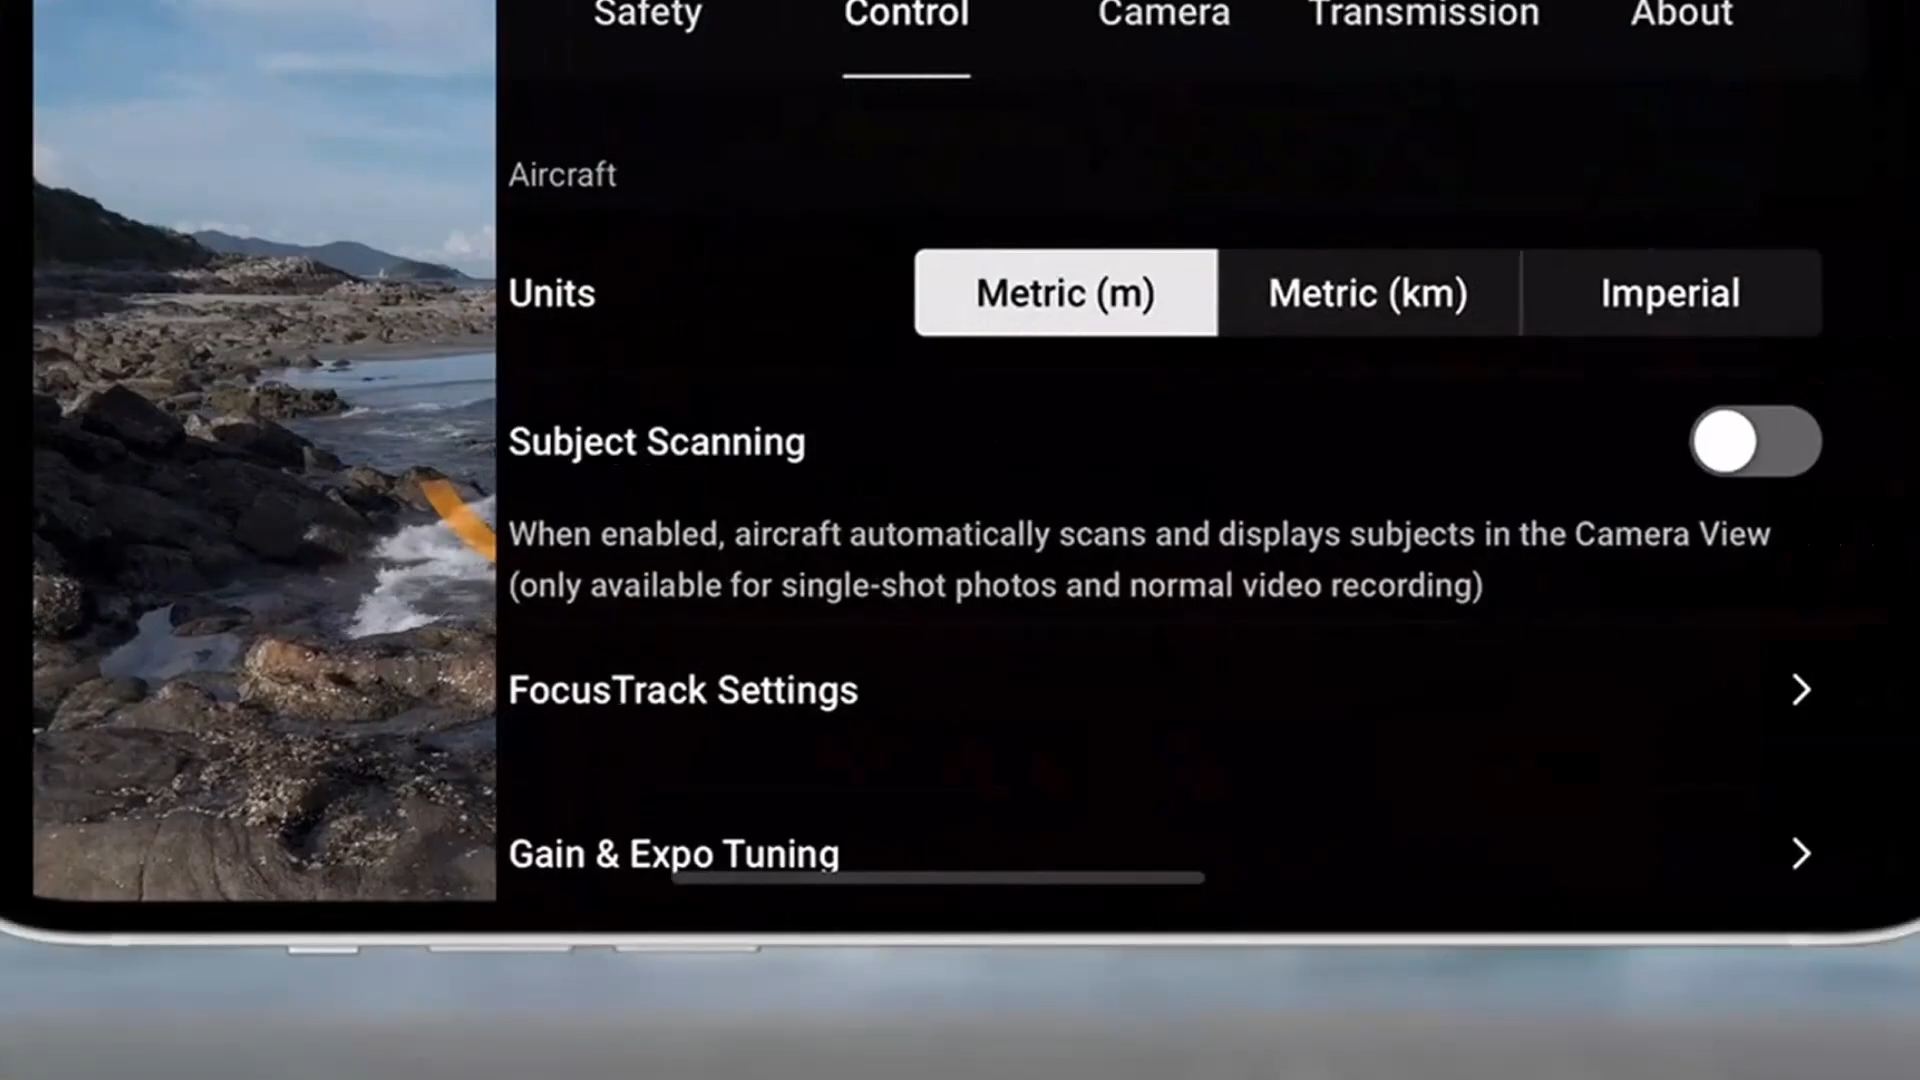 Safety Control Camera Transmission About
Aircraft
Units Metric (m) Metric (km) Imperial
Subject Scanning
When enabled, aircraft automatically scans and displays subjects in the Camera View
(only available for single-shot photos and normal video recording)
FocusTrack Settings
Gain & Expo Tuning